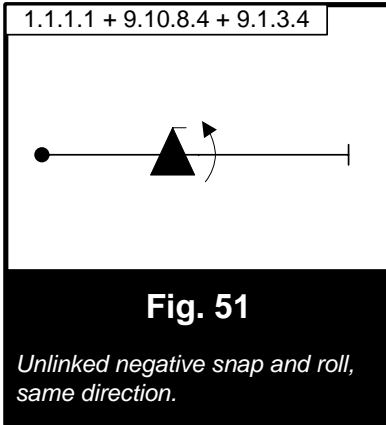 1.1.1.1 + 9.10.8.4 + 9.1.3.4
Fig. 51
Unlinked negative snap and roll,
same direction.